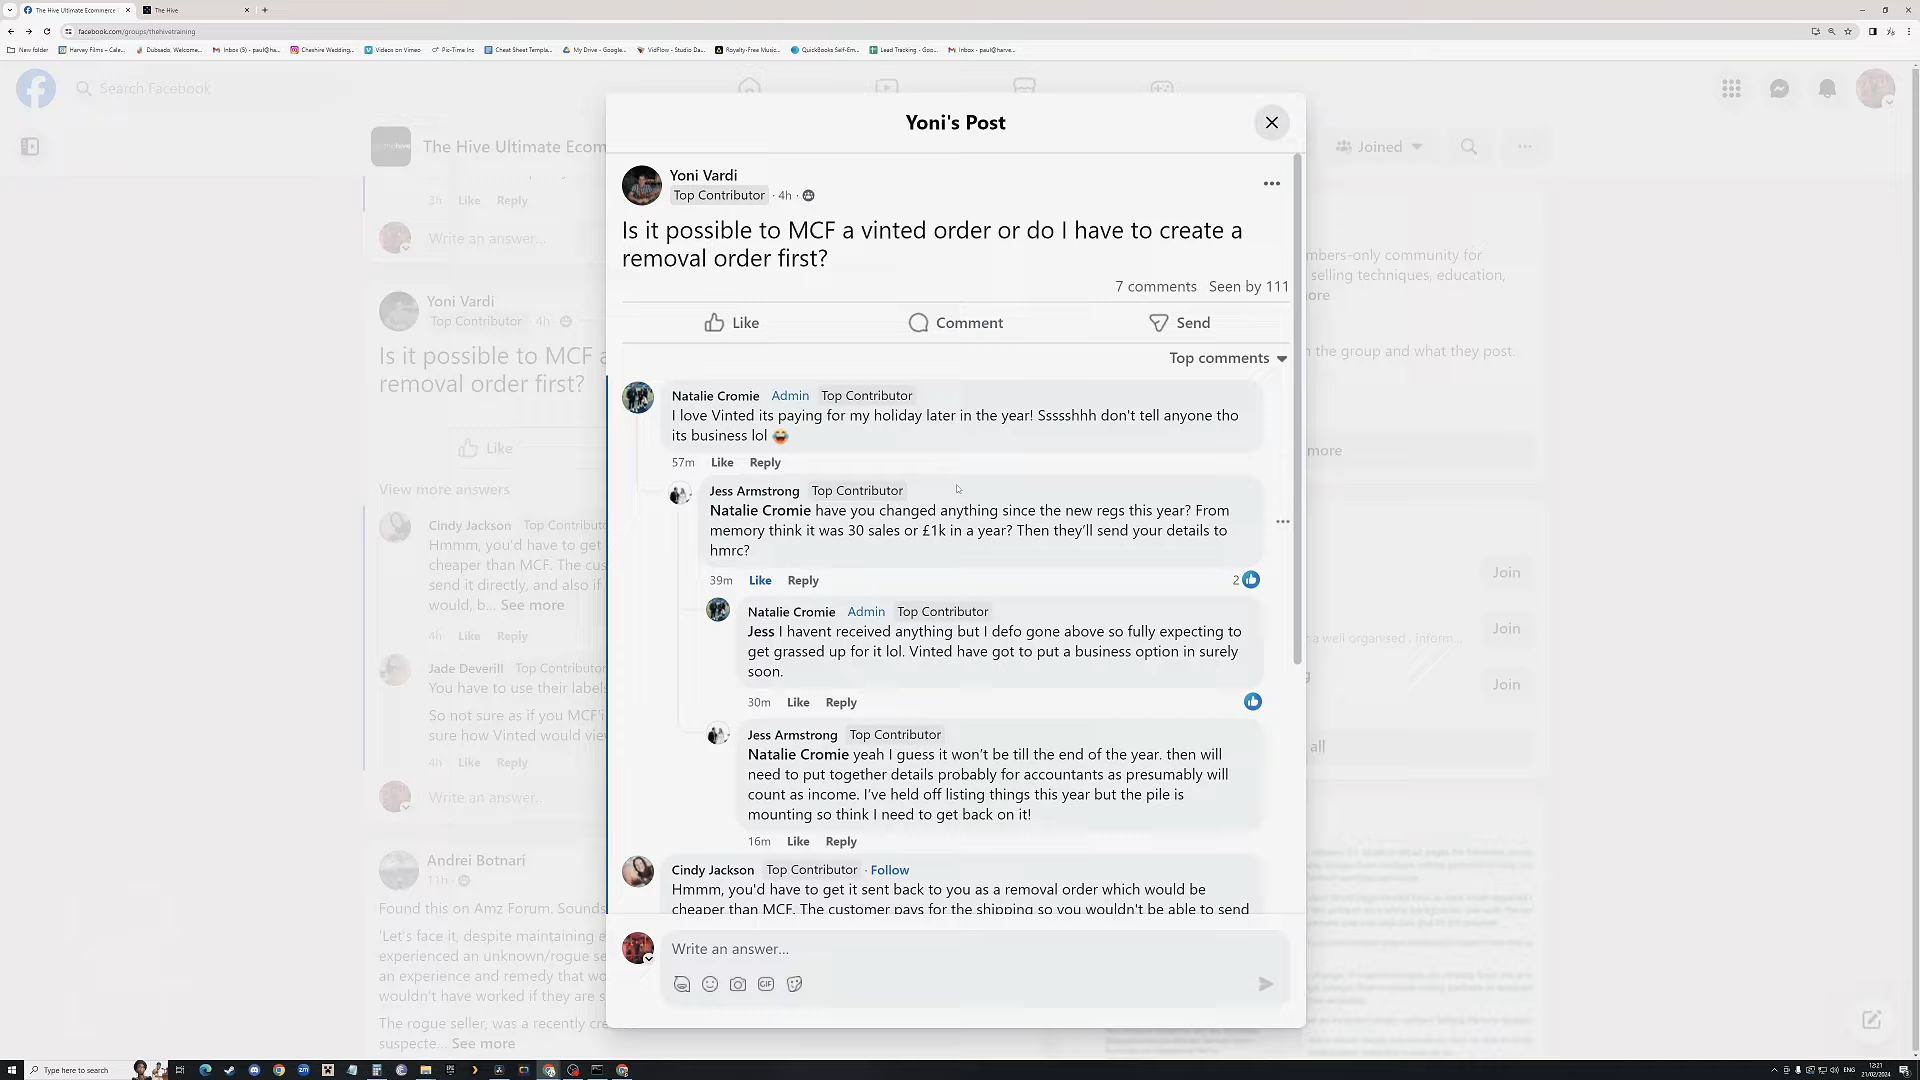 The Hive Ultimate Ecommerce
The Hive
facebook.com/groups/thehivetraining
New folder
Harvey Films – Cale...
Dubsado, Welcome...
Inbox (5) - paul@ha...
Cheshire Wedding...
Videos on Vimeo
Pic-Time Inc
Cheat Sheet Templa...
My Drive - Google...
VidFlow - Studio Da...
Royalty-Free Music...
QuickBooks Self-Em...
Lead Tracking - Goo...
Inbox - paul@harve...
Search Facebook
The Hive Ultimate Ecom
Joined
3h Like Reply
Write an answer...
Yoni Vardi
Top Contributor · 4h ·
Is it possible to MCF a
removal order first?
Like
View more answers
Cindy Jackson Top Contributo
Hmmm, you'd have to get
cheaper than MCF. The cus
send it directly, and also if
would, b... See more
4h Like Reply
Jade Deverill Top Contributo
You have to use their labels
So not sure as if you MCF'i
sure how Vinted would view
4h Like Reply
Write an answer..
Andrei Botnari
11h ·
Found this on Amz Forum. Sounds
'Let's face it, despite maintaining e
experienced an unknown/rogue se
an experience and remedy that wo
wouldn't have worked if they are s
The rogue seller, was a recently cre
suspecte... See more
Yoni's Post
Yoni Vardi
Top Contributor · 4h ·
Is it possible to MCF a vinted order or do I have to create a
removal order first?
7 comments Seen by 111
Like Comment Send
Top comments
Natalie Cromie Admin Top Contributor
I love Vinted its paying for my holiday later in the year! Ssssshhh don't tell anyone tho
its business lol 😂
57m Like Reply
Jess Armstrong Top Contributor
Natalie Cromie have you changed anything since the new regs this year? From
memory think it was 30 sales or £1k in a year? Then they'll send your details to
hmrc?
39m Like Reply 2
Natalie Cromie Admin Top Contributor
Jess I havent received anything but I defo gone above so fully expecting to
get grassed up for it lol. Vinted have got to put a business option in surely
soon.
30m Like Reply
Jess Armstrong Top Contributor
Natalie Cromie yeah I guess it won't be till the end of the year. then will
need to put together details probably for accountants as presumably will
count as income. I've held off listing things this year but the pile is
mounting so think I need to get back on it!
16m Like Reply
Cindy Jackson Top Contributor · Follow
Hmmm, you'd have to get it sent back to you as a removal order which would be
cheaper than MCF. The customer pays for the shipping so you wouldn't be able to send
Write an answer...
GIF
mbers-only community for
selling techniques, education,
ore
the group and what they post.
more
Join
a well organised , inform...
Join
Join
all
Type here to search
ENG
12:21
21/02/2024